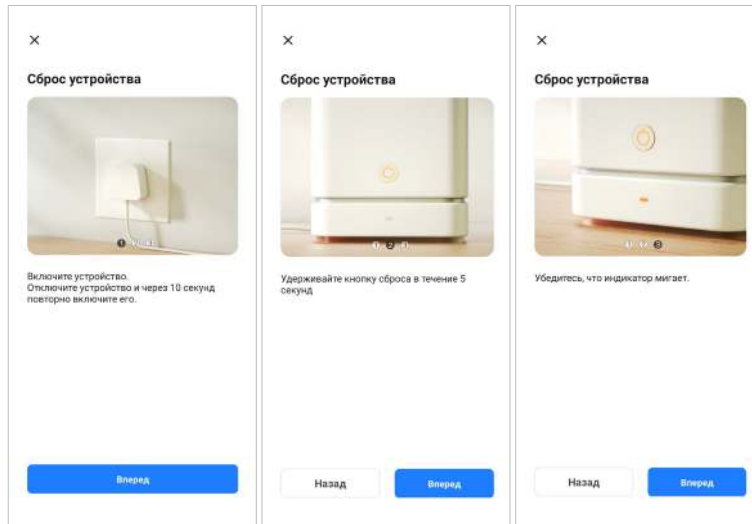 Сброс устройства
Включите устройство.
Отключите устройство и через 10 секунд
повторно включите его.
Вперед
Сброс устройства
Удерживайте кнопку сброса в течение 5
секунд
Назад
Вперед
Сброс устройства
Убедитесь, что индикатор мигает.
Назад
Вперед